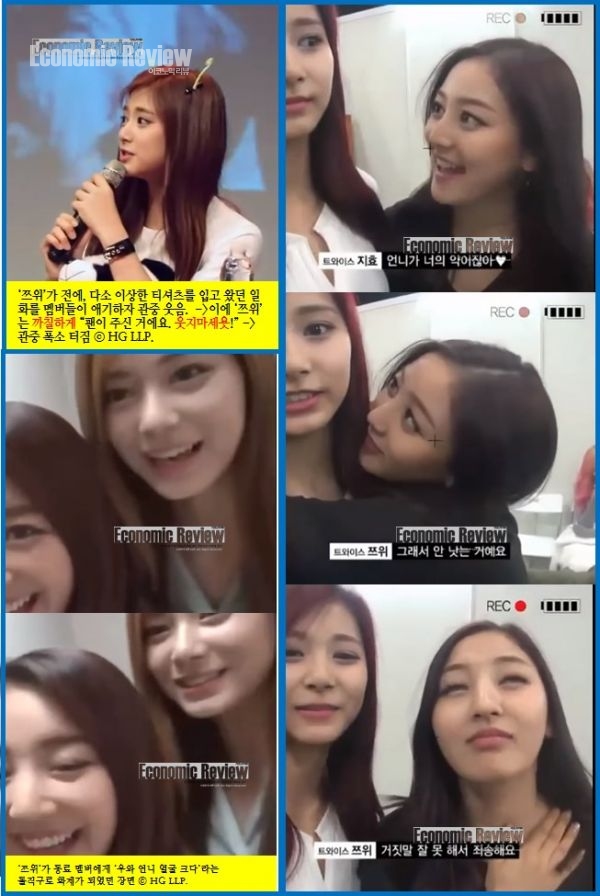 Economic Review
이코노믹리뷰
'쯔위'가 전에, 다소 이상한 티셔츠를 입고 왔던 일
화를 멤버들이 얘기하자 관중 웃음. ->이에 '쯔위'
는 까칠하게 "팬이 주신 거에요. 웃지마세욧!" ->
관중 폭소 터짐 © HG LLP.
Economic Review
Economic Review
'쯔위'가 동료 멤버에게 '우와 언니 얼굴 크다'라는
돌직구로 화제가 되었던 장면 © HG LLP.
REC
Economic Review
트와이스 지효 언니가 너의 악어잖아♥
Economic Review
트와이스 쯔위 그래서 안 낫는 거예요
REC
Economic Review
트와이스 쯔위 거짓말 잘 못 해서 죄송해요